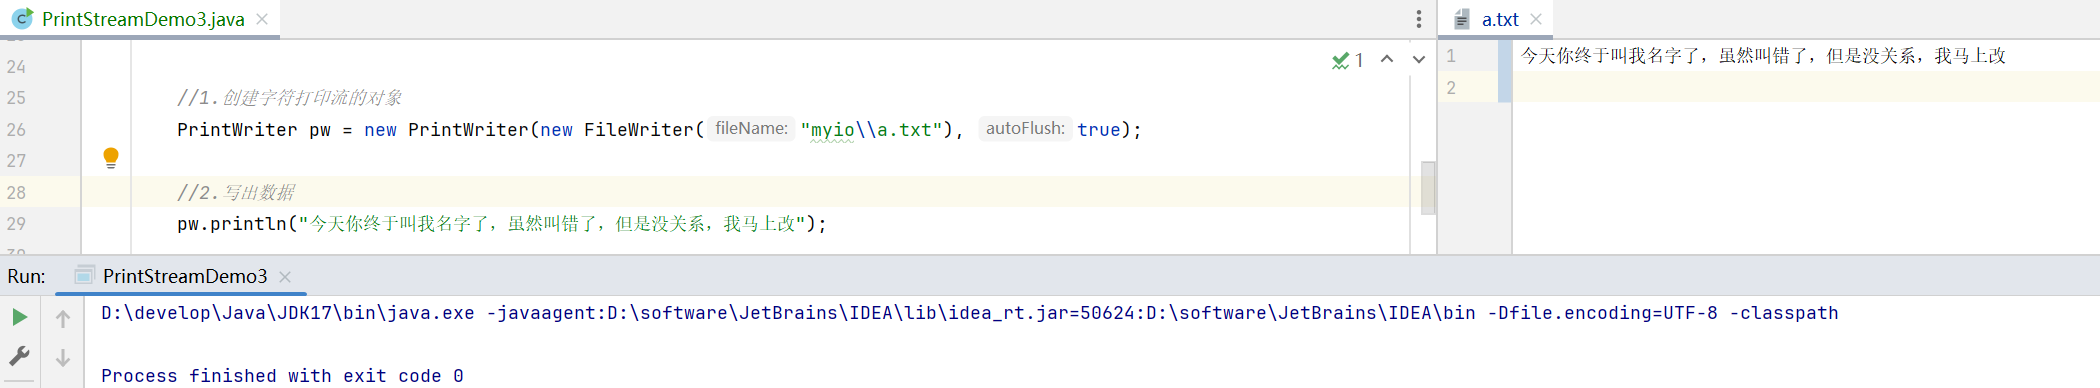 PrintStreamDemo3.java
24
25 //1.创建字符打印流的对象
26 PrintWriter pw = new PrintWriter(new FileWriter( fileName: "myio\\a.txt"), autoFlush: true);
27
28 //2.写出数据
29 pw.println("今天你终于叫我名字了，虽然叫错了，但是没关系，我马上改");
1
a.txt
1 今天你终于叫我名字了，虽然叫错了，但是没关系，我马上改
2
Run: PrintStreamDemo3
D:\develop\Java\JDK17\bin\java.exe -javaagent:D:\software\JetBrains\IDEA\lib\idea_rt.jar=50624:D:\software\JetBrains\IDEA\bin -Dfile.encoding=UTF-8 -classpath
Process finished with exit code 0